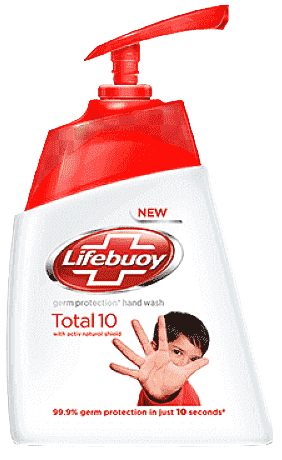 NEW
Lifebuoy
germ protection* hand wash
Total 10
with activ natural shield
99.9% germ protection in just 10 seconds*